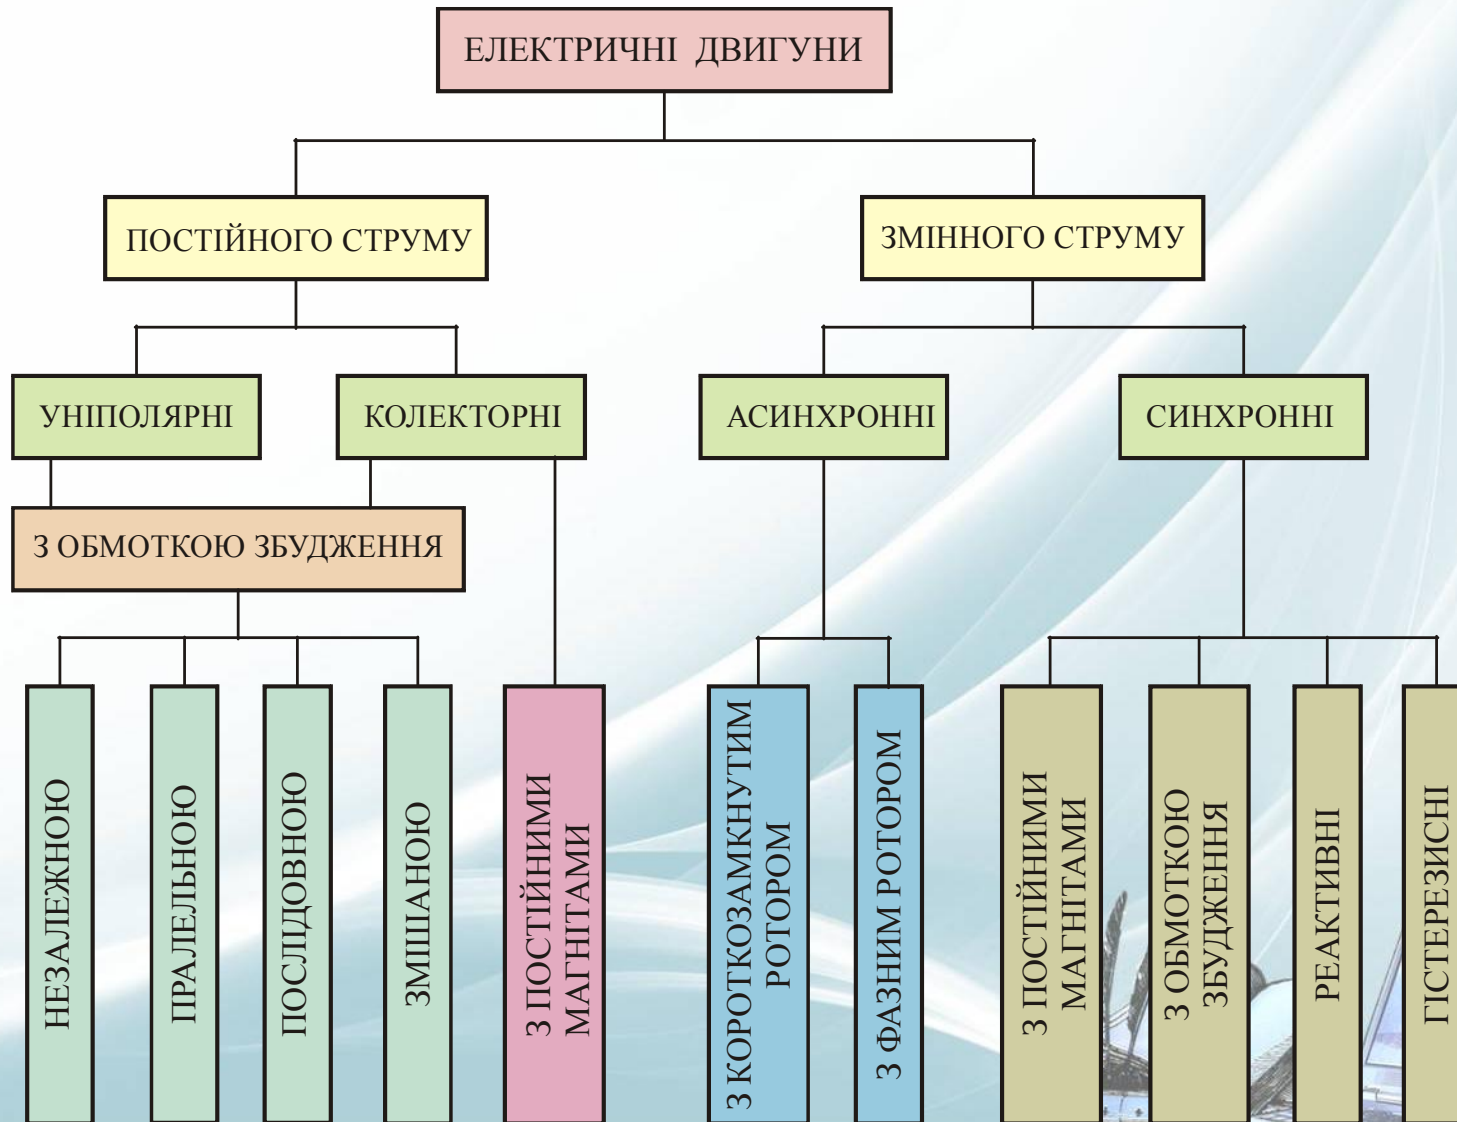 ЕЛЕКТРИЧНІ ДВИГУНИ
ПОСТІЙНОГО СТРУМУ
ЗМІННОГО СТРУМУ
УНІПОЛЯРНІ
КОЛЕКТОРНІ
АСИНХРОННІ
СИНХРОННІ
З ОБМОТКОЮ ЗБУДЖЕННЯ
НЕЗАЛЕЖНОЮ
ПРАЛЕЛЬНОЮ
ПОСЛІДОВНОЮ
ЗМІШАНОЮ
З ПОСТІЙНИМИ
МАГНІТАМИ
З КОРОТКОЗАМКНУТИМ
РОТОРОМ
З ФАЗНИМ РОТОРОМ
З ПОСТІЙНИМИ
МАГНІТАМИ
З ОБМОТКОЮ
ЗБУДЖЕННЯ
РЕАКТИВНІ
ГІСТЕРЕЗИСНІ